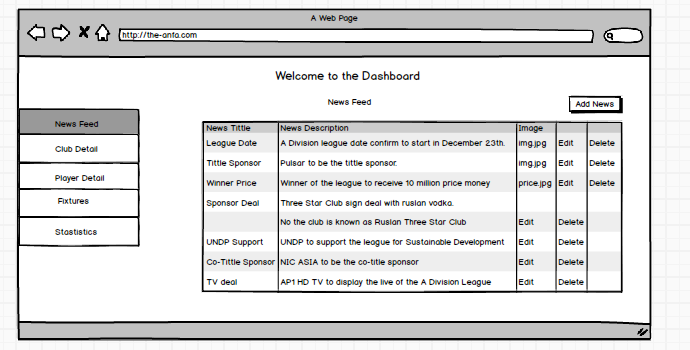 A Web Page
http://the-anfa.com
Welcome to the Dashboard
News Feed
Add News
News Feed
Club Detail
Player Detail
Fixtures
Stastistics
News Tittle News Description Image
League Date A Division league date confirm to start in December 23th. img.jpg Edit Delete
Tittle Sponsor Pulsar to be the tittle sponsor. img.jpg Edit Delete
Winner Price Winner of the league to receive 10 million price money price.jpg Edit Delete
Sponsor Deal Three Star Club sign deal with ruslan vodka.
No the club is known as Ruslan Three Star Club Edit Delete
UNDP Support UNDP to support the league for Sustainable Development Edit Delete
Co-Tittle Sponsor NIC ASIA to be the co-title sponsor Edit Delete
TV deal AP1 HD TV to display the live of the A Division League Edit Delete